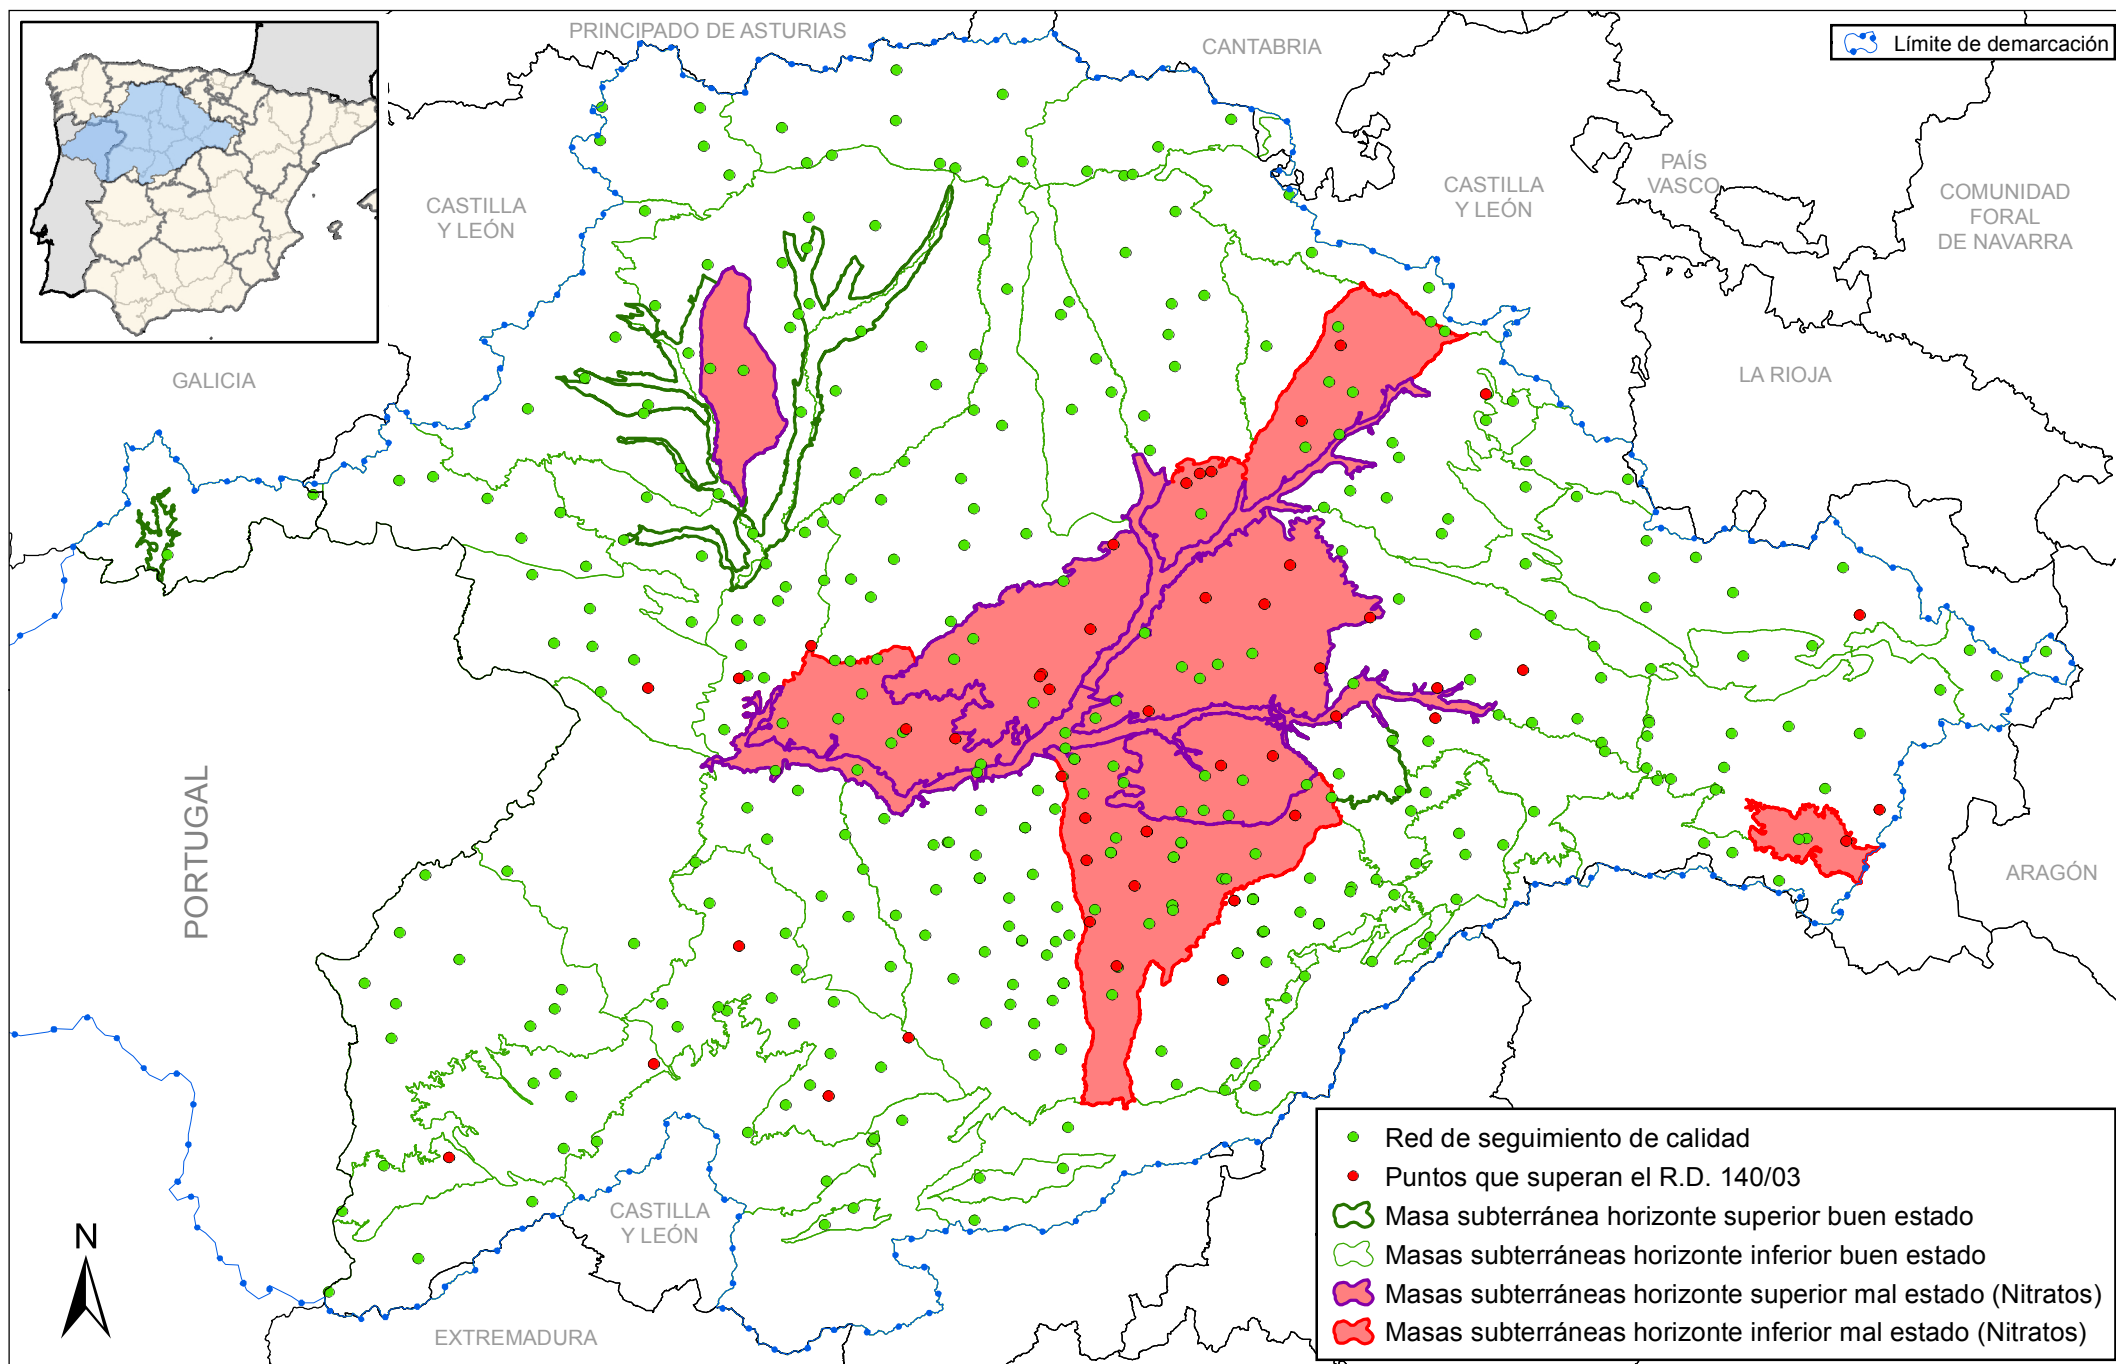 PRINCIPADO DE ASTURIAS
CANTABRIA
Límite de demarcación
CASTILLA
Y LEÓN
CASTILLA
Y LEÓN
PAÍS
VASCO
COMUNIDAD
FORAL
DE NAVARRA
GALICIA
LA RIOJA
PORTUGAL
ARAGÓN
CASTILLA
Y LEÓN
EXTREMADURA
N
Red de seguimiento de calidad
Puntos que superan el R.D. 140/03
Masa subterránea horizonte superior buen estado
Masas subterráneas horizonte inferior buen estado
Masas subterráneas horizonte superior mal estado (Nitratos)
Masas subterráneas horizonte inferior mal estado (Nitratos)